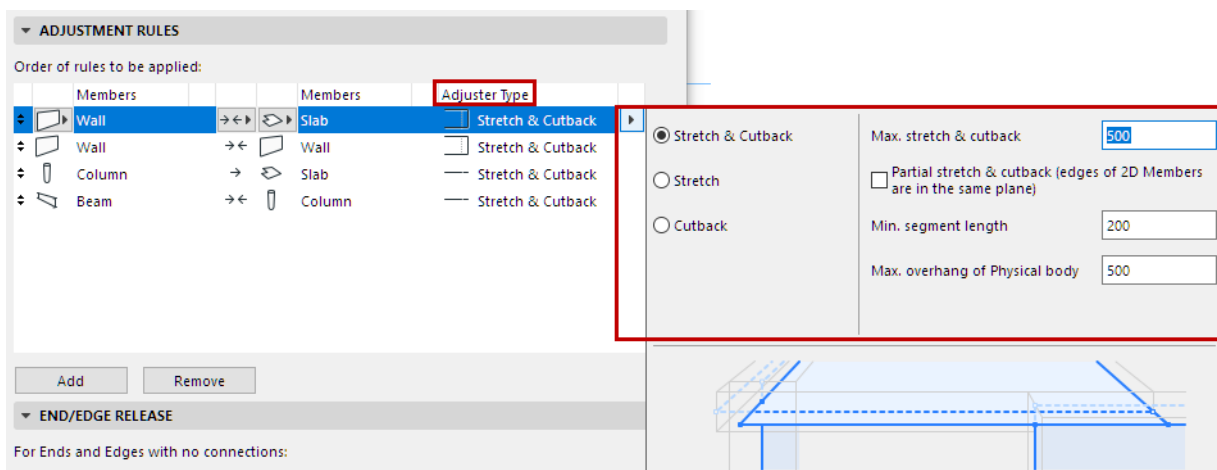 ADJUSTMENT RULES
Order of rules to be applied:
Members Members Adjuster Type
Wall Slab Stretch & Cutback
Wall Wall Stretch & Cutback
Column Slab Stretch & Cutback
Beam Column Stretch & Cutback
Add Remove
END/EDGE RELEASE
For Ends and Edges with no connections:
Stretch & Cutback
Stretch
Cutback
Max. stretch & cutback 500
Partial stretch & cutback (edges of 2D Members
are in the same plane)
Min. segment length 200
Max. overhang of Physical body 500